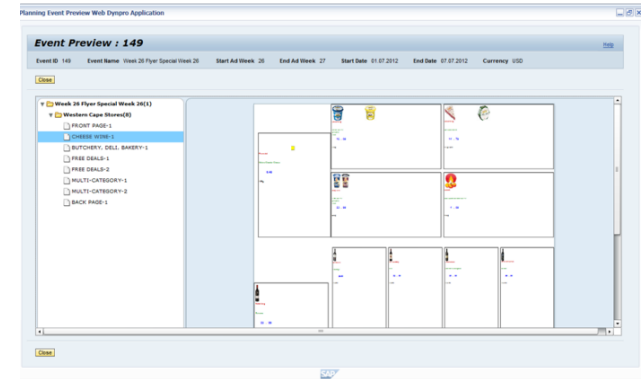 Planning Event Preview Web Dynpro Application
Event Preview : 149
Help
Event ID 149 Event Name Week 26 Flyer Special Week 26 Start Ad Week 26 End Ad Week 27 Start Date 01.07.2012 End Date 07.07.2012 Currency USD
Close
Week 26 Flyer Special Week 26(1)
Western Cape Stores(8)
FRONT PAGE-1
CHEESE WINE-1
BUTCHERY. DELI. BAKERY-1
FREE DEALS-1
FREE DEALS-2
MULTI-CATEGORY-1
MULTI-CATEGORY-2
BACK PAGE-1
Close
SAP